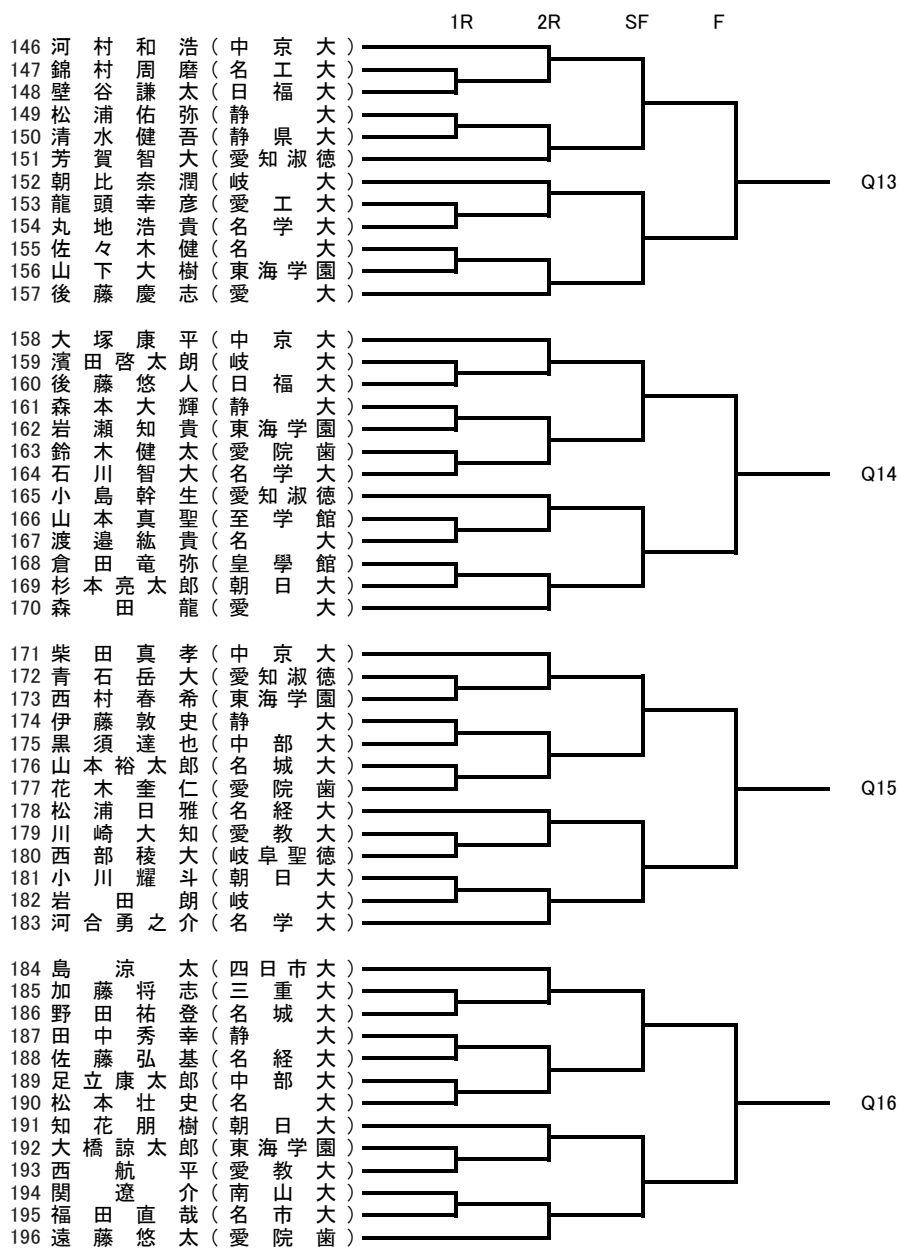 1R 2R SF F
146 河村和浩(中京大)
147 錦村周磨(名工大)
148 壁谷謙太(日福大)
149 松浦佑弥(静大)
150 清水健吾(静県大)
151 芳賀智大(愛知淑徳)
152 朝比奈潤(岐大)
Q13
153 龍頭幸彦(愛工大)
154 丸地浩貴(名学大)
155 佐々木健(名大)
156 山下大樹(東海学園)
157 後藤慶志(愛大)
158 大塚康平(中京大)
159 濱田啓太朗(岐大)
160 後藤悠人(日福大)
161 森本大輝(静大)
162 岩瀬知貴(東海学園)
163 鈴木健太(愛院歯)
164 石川智大(名学大)
Q14
165 小島幹生(愛知淑徳)
166 山本真聖(至学館)
167 渡邉紘貴(名大)
168 倉田竜弥(皇學館)
169 杉本亮太郎(朝日大)
170 森田龍(愛大)
171 柴田真孝(中京大)
172 青石岳大(愛知淑徳)
173 西村春希(東海学園)
174 伊藤敦史(静大)
175 黒須達也(中部大)
176 山本裕太郎(名城大)
177 花木奎仁(愛院歯)
Q15
178 松浦日雅(名経大)
179 川崎大知(愛教大)
180 西部稜大(岐阜聖徳)
181 小川耀斗(朝日大)
182 岩田朗(岐大)
183 河合勇之介(名学大)
184 島涼太(四日市大)
185 加藤将志(三重大)
186 野田祐登(名城大)
187 田中秀幸(静大)
188 佐藤弘基(名経大)
189 足立康太郎(中部大)
190 松本壮史(名大)
Q16
191 知花朋樹(朝日大)
192 大橋諒太郎(東海学園)
193 西航平(愛教大)
194 関遼介(南山大)
195 福田直哉(名市大)
196 遠藤悠太(愛院歯)